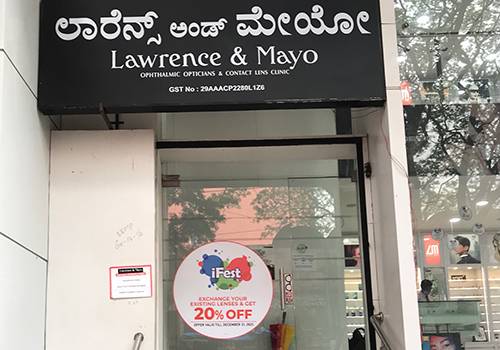 ಲಾರೆನ್ಸ್ ಅಂಡ್ ಮೇಯೋ
Lawrence & Mayo
OPHTHALMIC OPTICIANS & CONTACT LENS CLINIC
GST No : 29AAACP2280L1Z6
iFest
EXCHANGE YOUR
EXISTING LENSES & GET
20% OFF